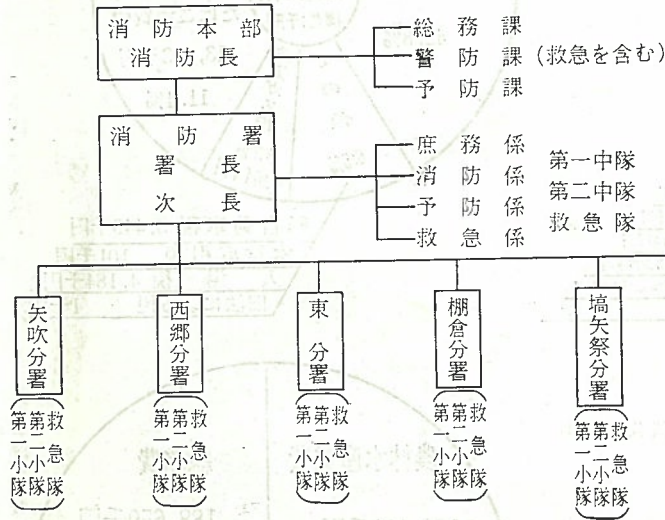 消防本部
消防長
総務課
警防課（救急を含む）
予防課
消防署
署長
次長
庶務係
消防係
予防係
救急係
第一中隊
第二中隊
救急隊
矢吹分署
（救急隊
第二小隊
第一小隊）
西郷分署
（救急隊
第二小隊
第一小隊）
東分署
（救急隊
第二小隊
第一小隊）
棚倉分署
（救急隊
第二小隊
第一小隊）
塙矢祭分署
（救急隊
第二小隊
第一小隊）